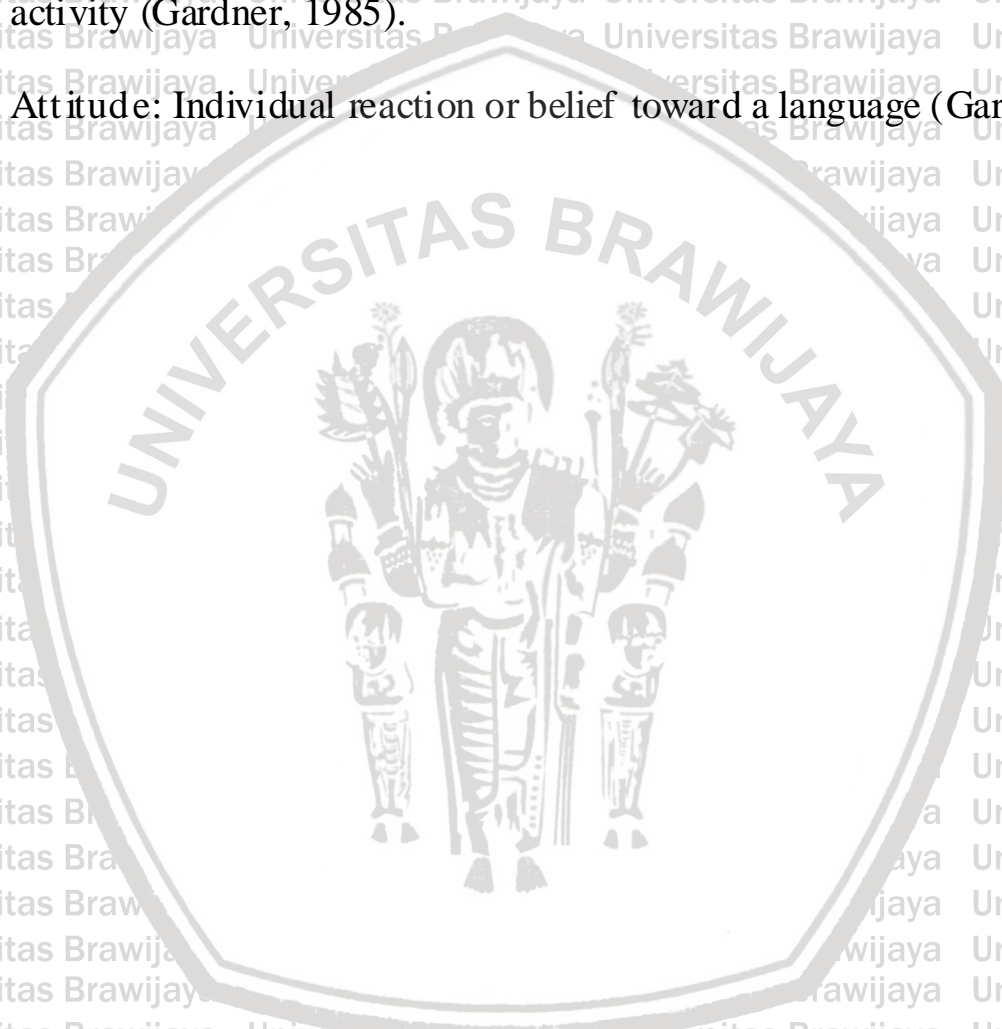 activity (Gardner, 1985).
Attitude: Individual reaction or belief toward a language (Gar
UNIVERSITAS BRAWIJAYA